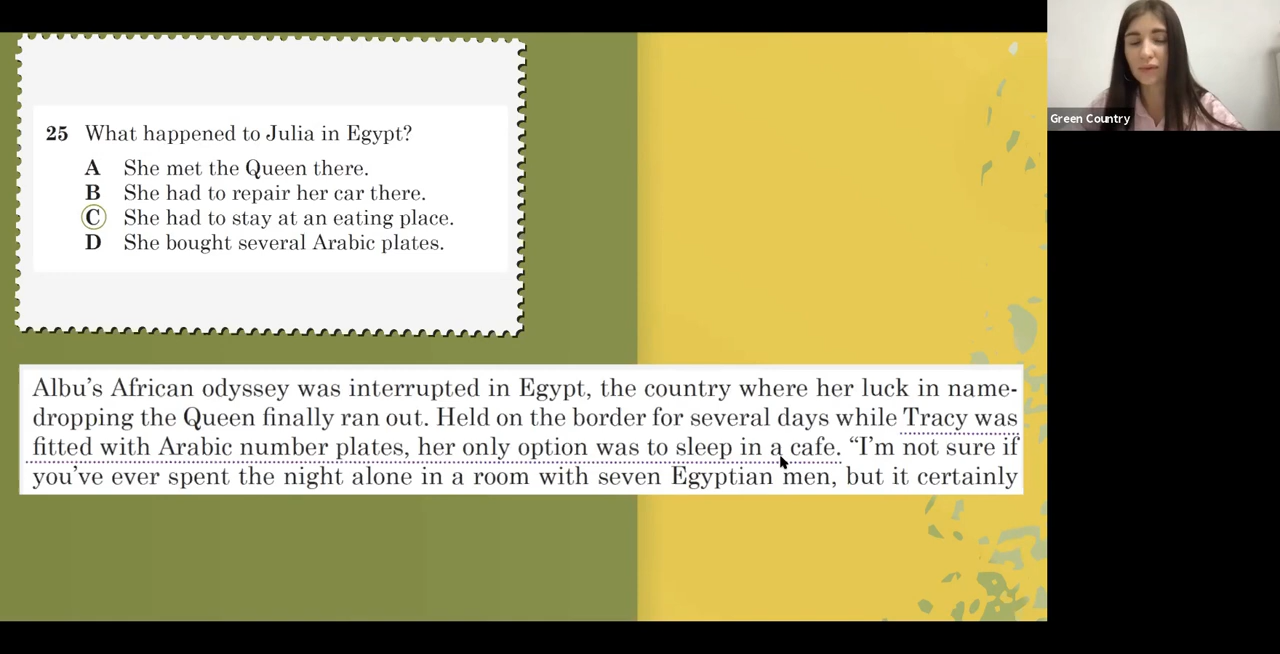 25 What happened to Julia in Egypt?
A She met the Queen there.
B She had to repair her car there.
C She had to stay at an eating place.
D She bought several Arabic plates.
Albu’s African odyssey was interrupted in Egypt, the country where her luck in name-
dropping the Queen finally ran out. Held on the border for several days while Tracy was
fitted with Arabic number plates, her only option was to sleep in a cafe. “I’m not sure if
you’ve ever spent the night alone in a room with seven Egyptian men, but it certainly
Green Country